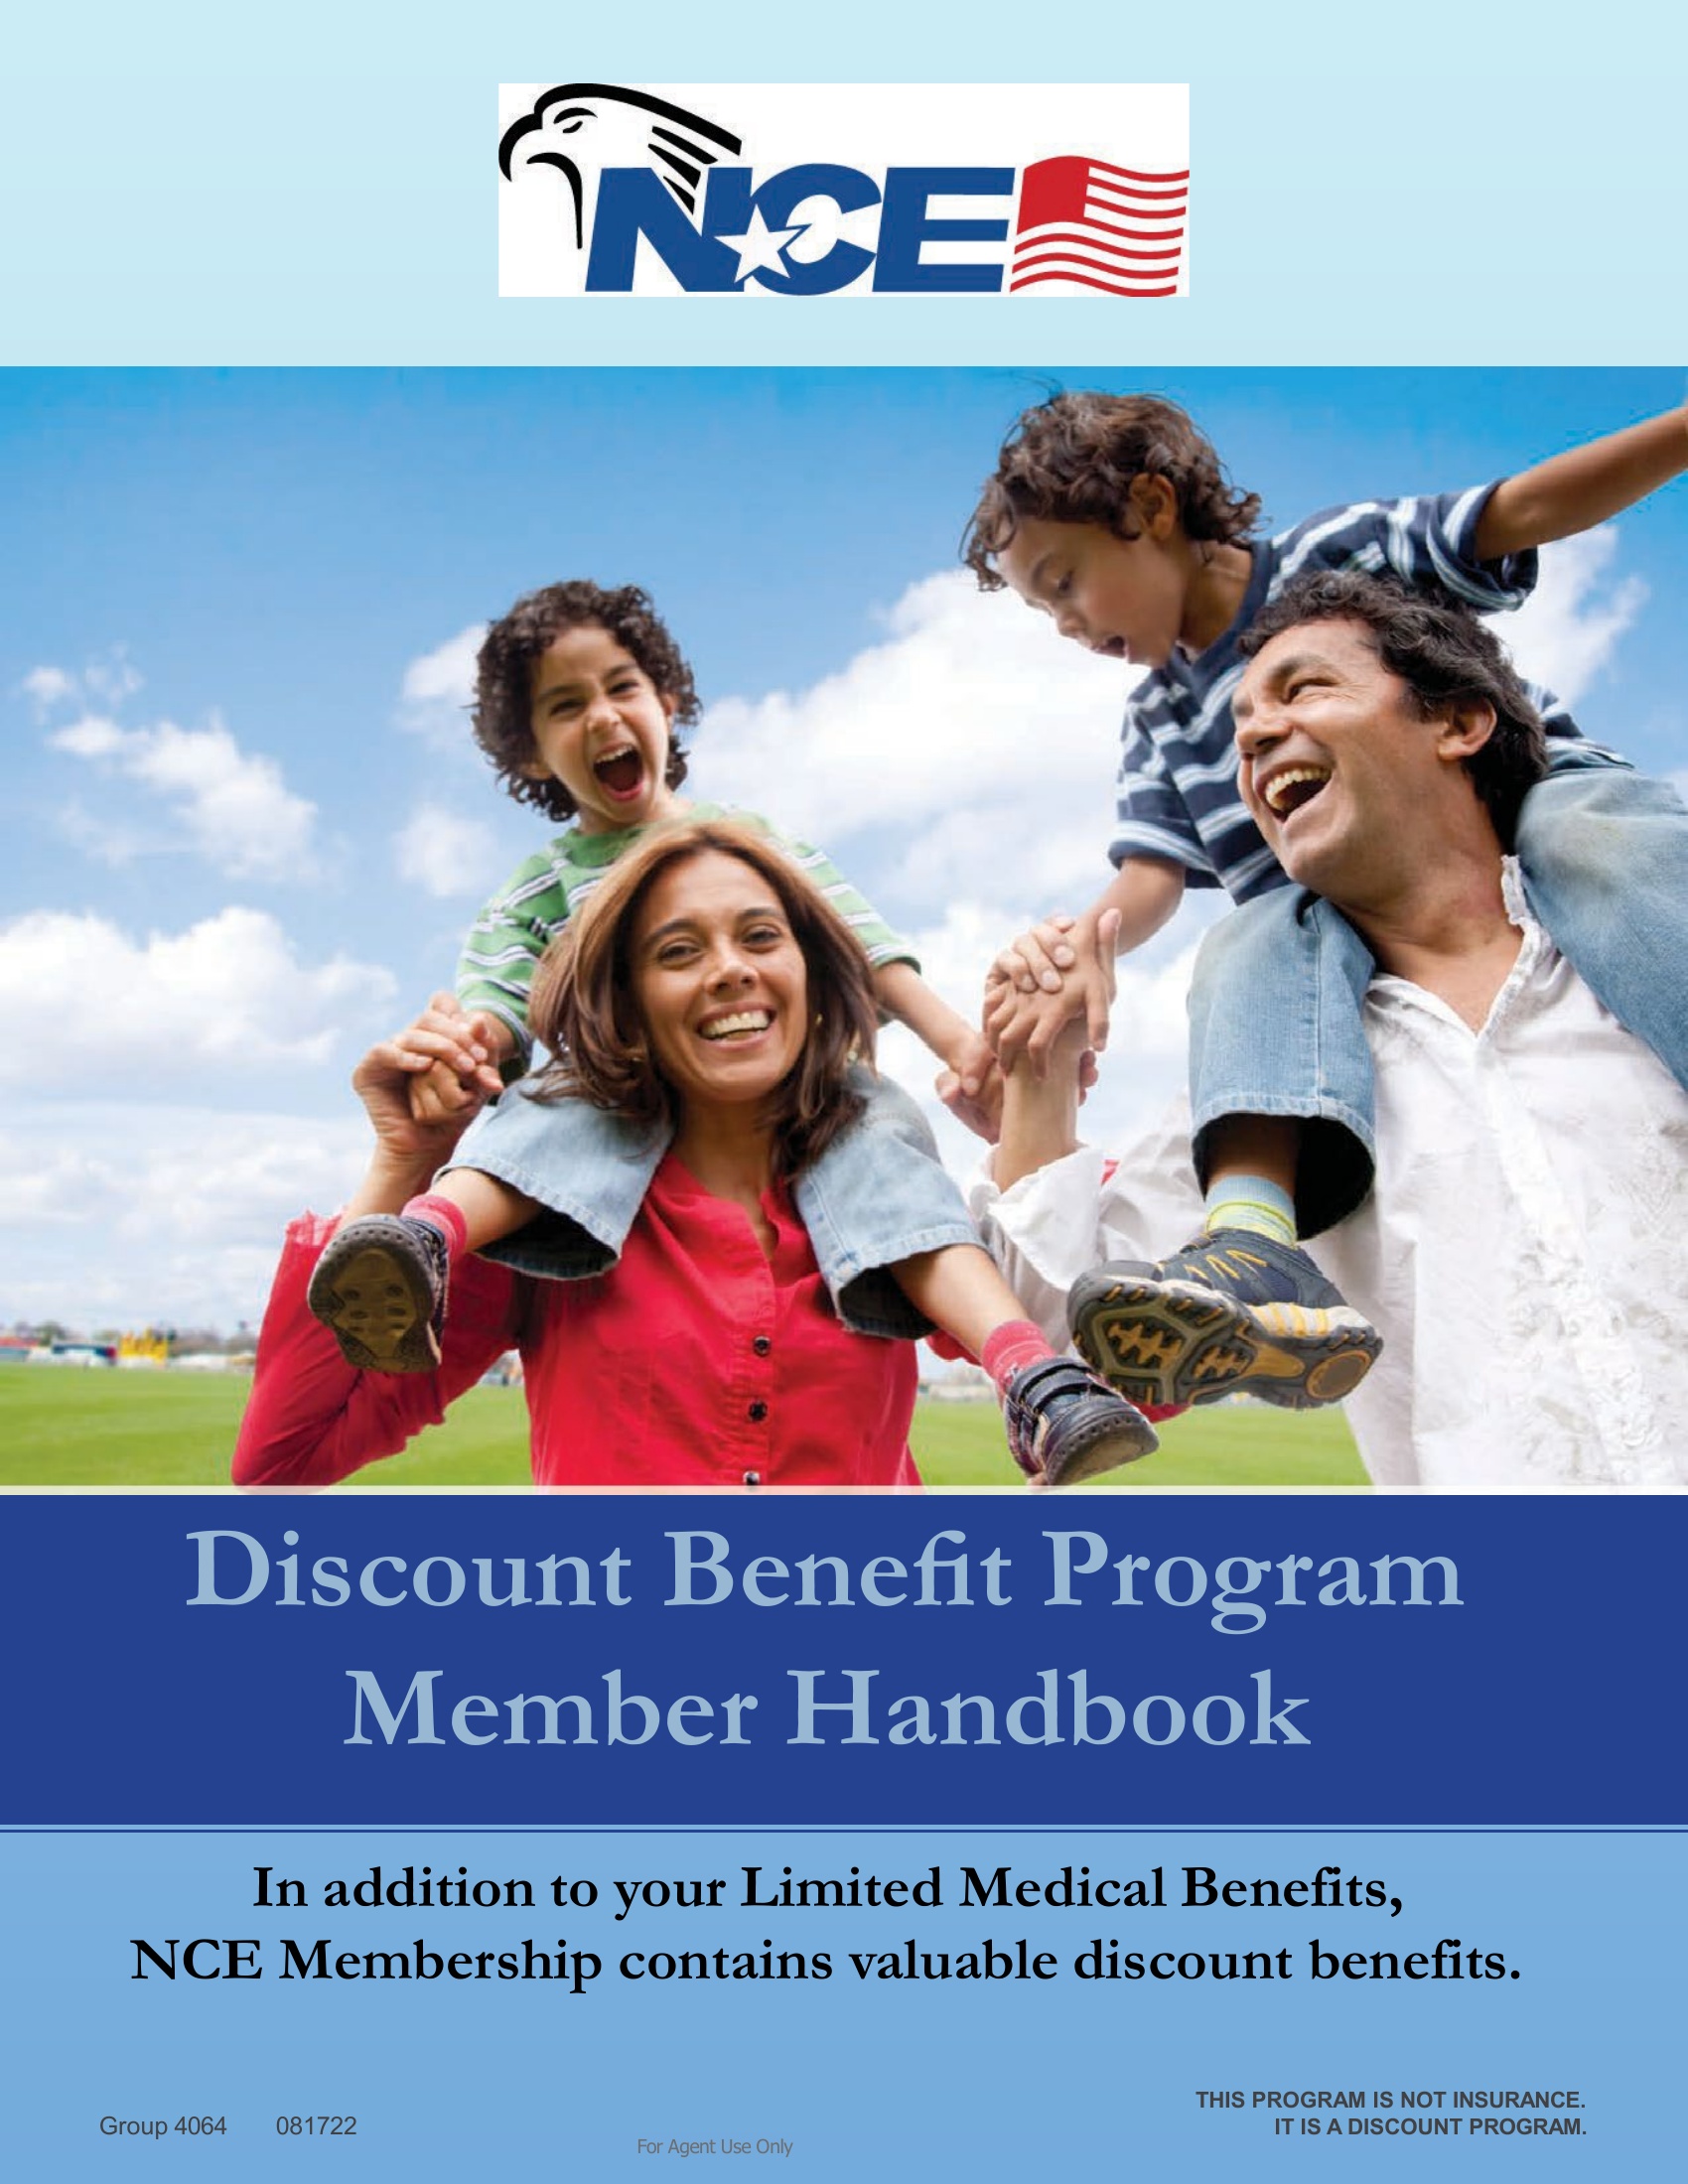 NCE
Discount Benefit Program
Member Handbook
In addition to your Limited Medical Benefits,
NCE Membership contains valuable discount benefits.
THIS PROGRAM IS NOT INSURANCE.
IT IS A DISCOUNT PROGRAM.
Group 4064 081722
For Agent Use Only